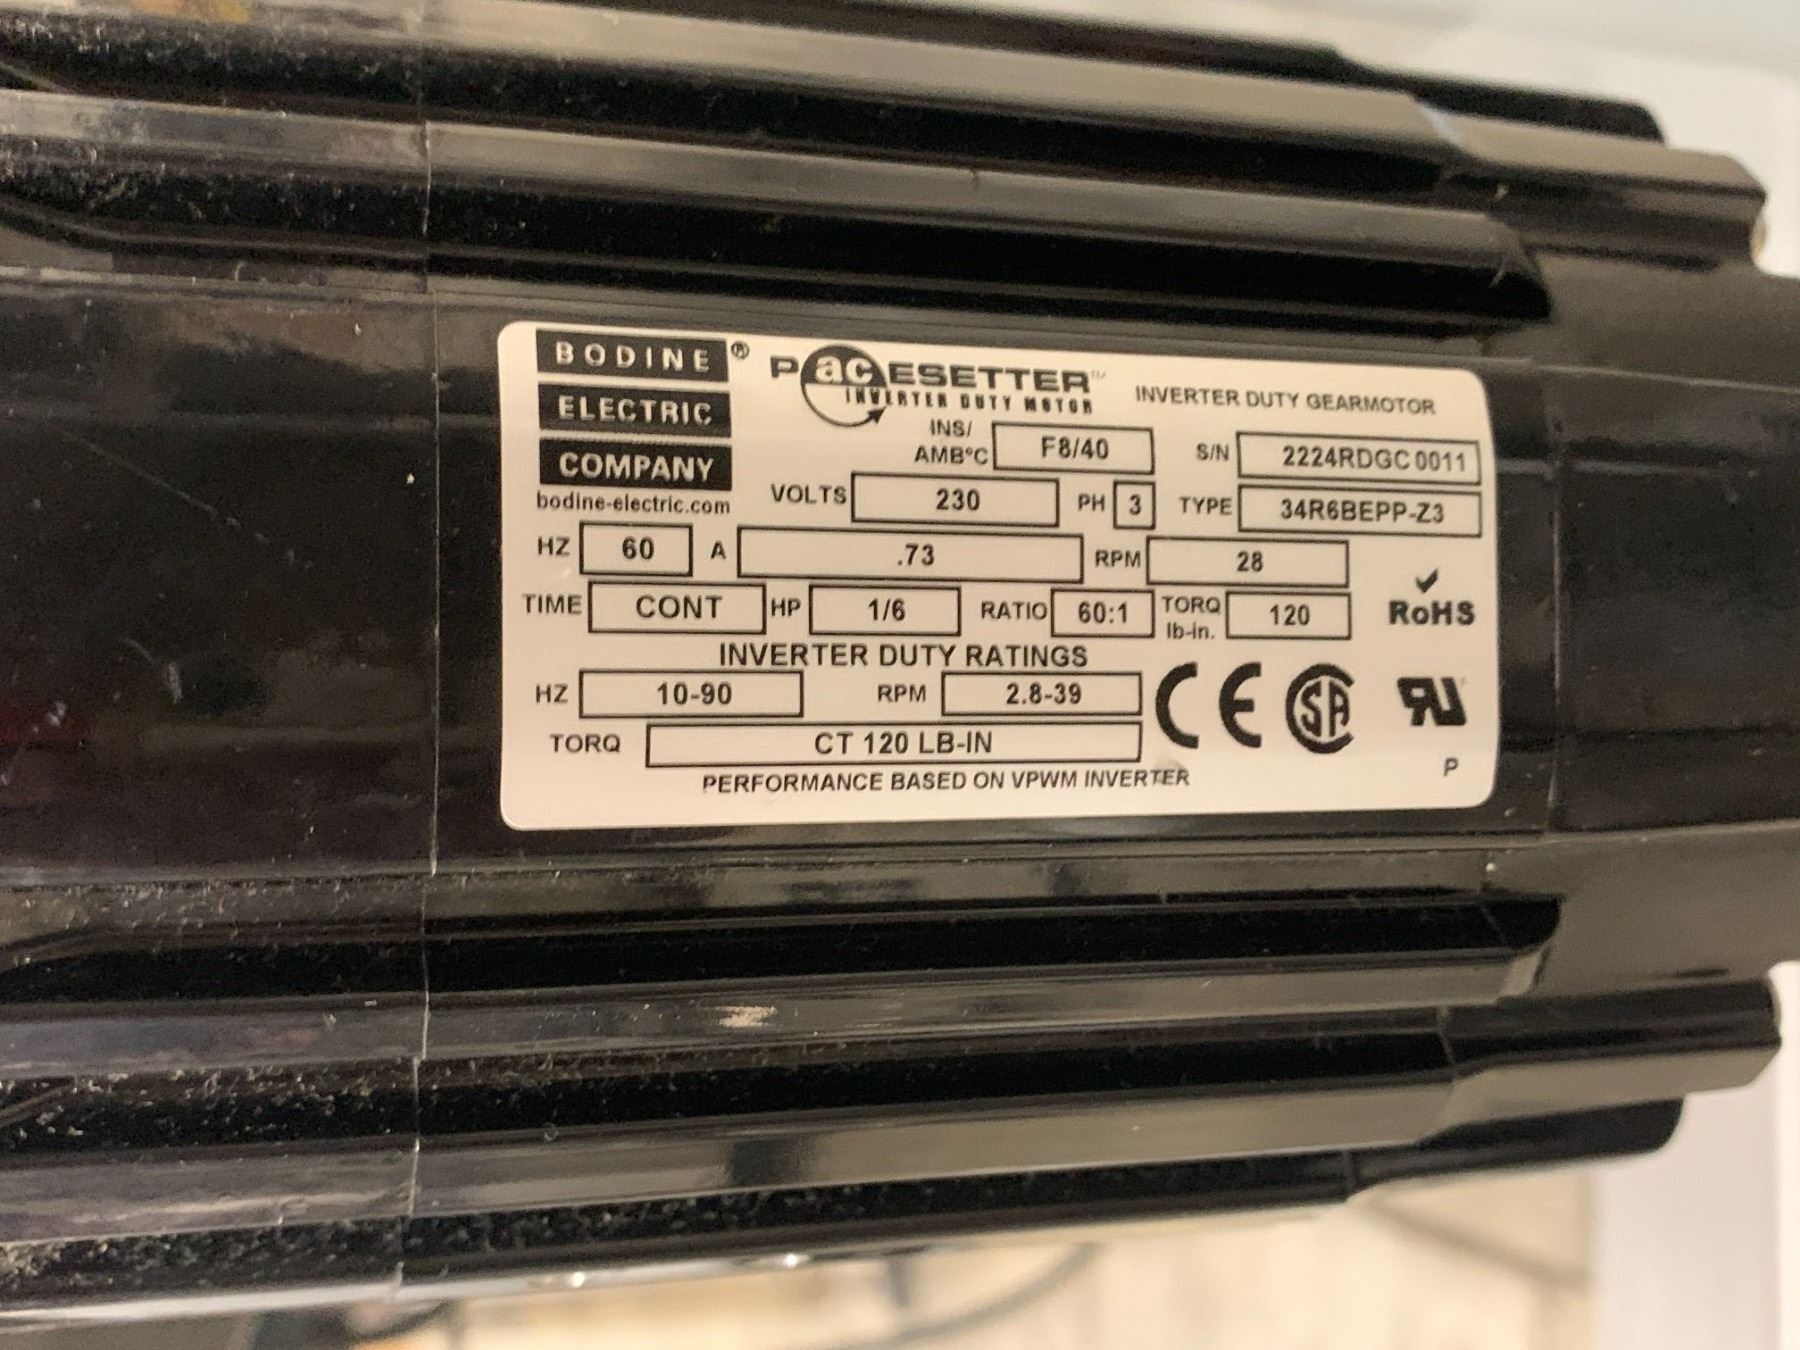 BODINE ® PacESETTER™ INVERTER DUTY GEARMOTOR
ELECTRIC INVERTER DUTY MOTOR
COMPANY INS/ AMB°C F8/40 S/N 2224RDGC0011
bodine-electric.com VOLTS 230 PH 3 TYPE 34R6BEPP-Z3
HZ 60 A .73 RPM 28
TIME CONT HP 1/6 RATIO 60:1 TORQ lb-in. 120 RoHS
INVERTER DUTY RATINGS
HZ 10-90 RPM 2.8-39 CE SA RU
TORQ CT 120 LB-IN P
PERFORMANCE BASED ON VPWM INVERTER